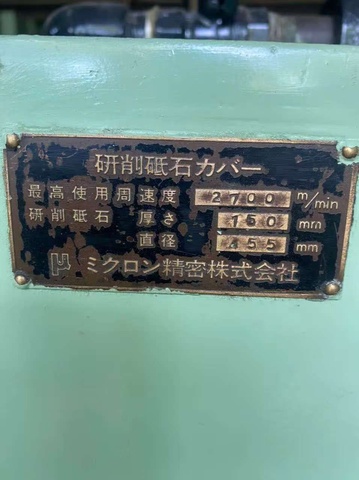 研削砥石カバー
最高使用周速度 2700 m/min
研削砥石 厚さ 150 mm
直径 455 mm
ミクロン精密株式会社